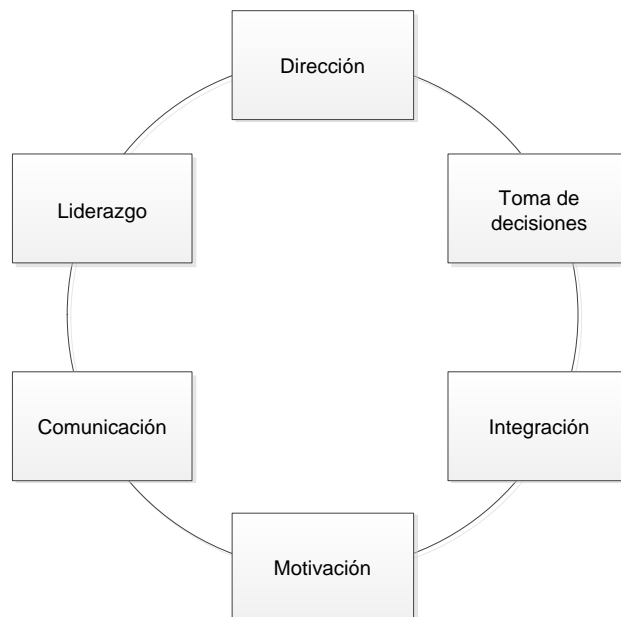 Dirección
Toma de
decisiones
Integración
Motivación
Comunicación
Liderazgo